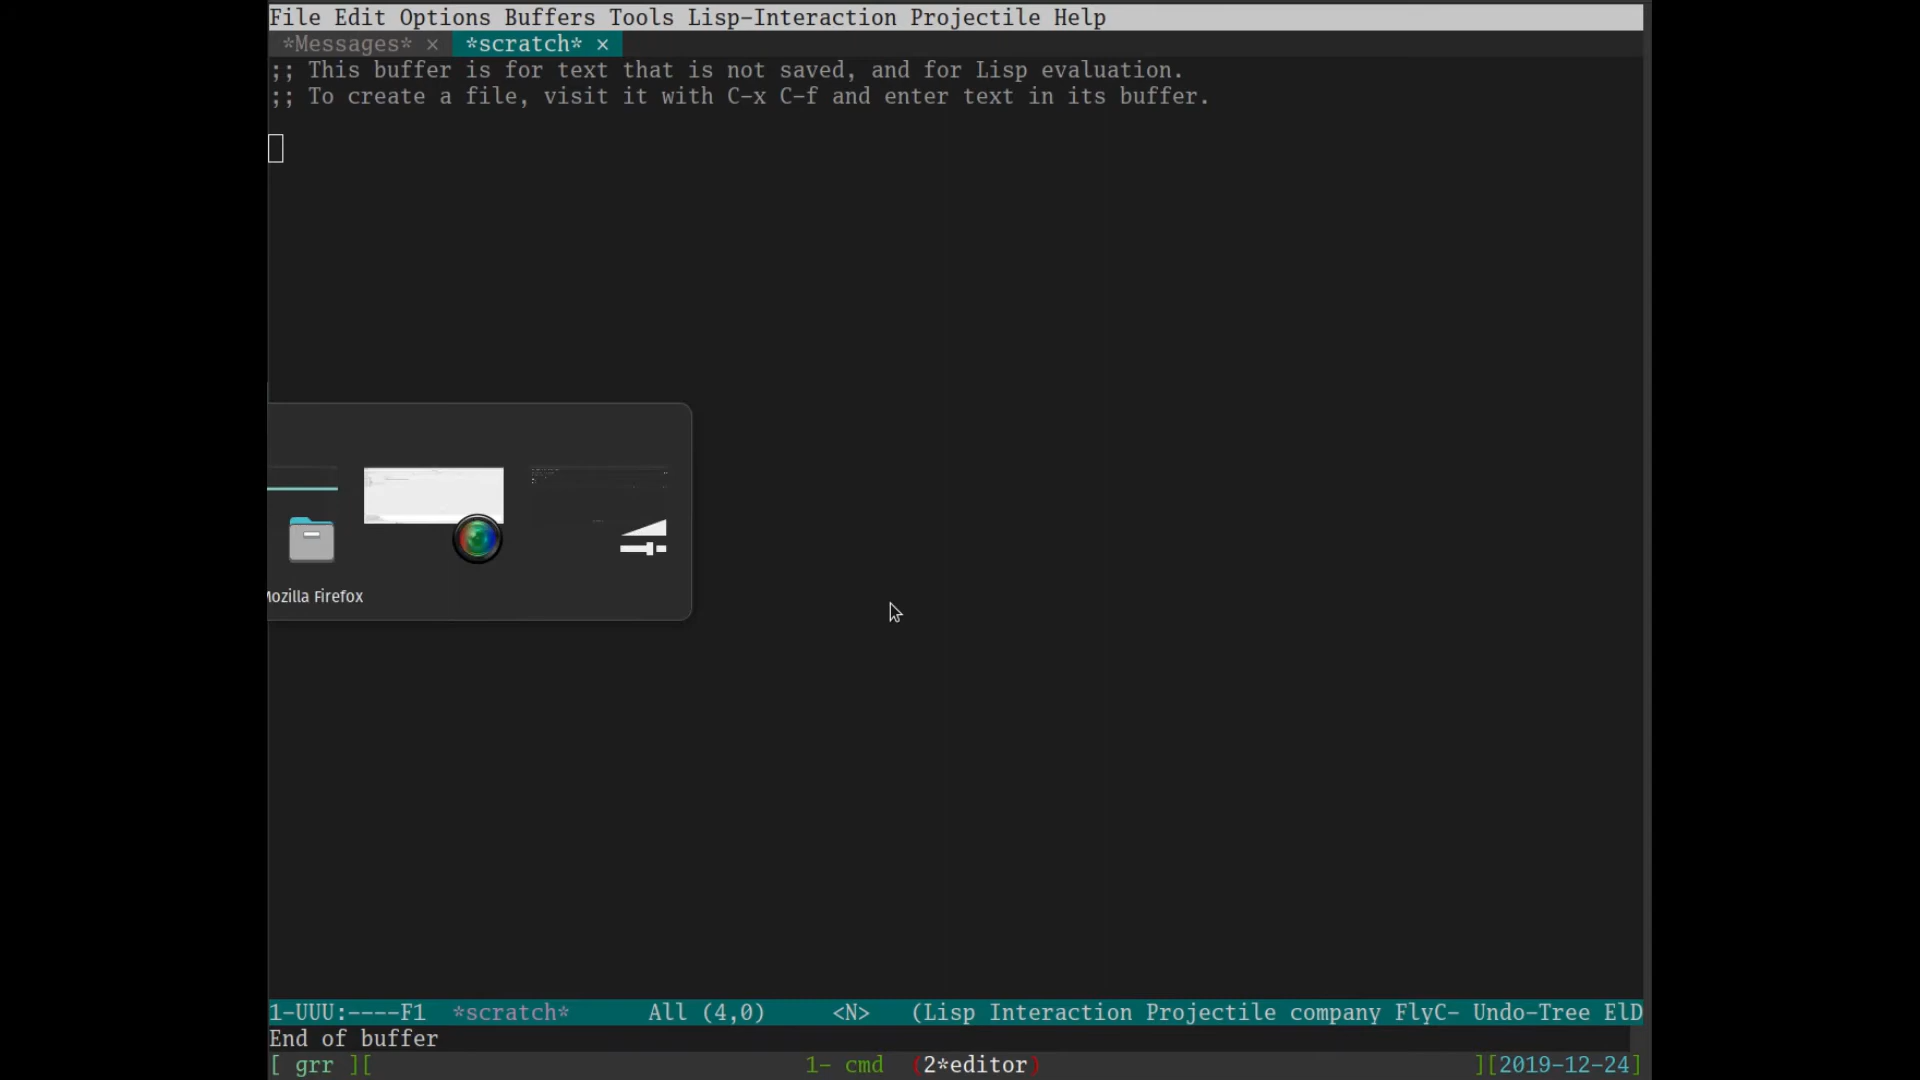 File Edit Options Buffers Tools Lisp-Interaction Projectile Help
*Messages* × *scratch* ×
;; This buffer is for text that is not saved, and for Lisp evaluation.
;; To create a file, visit it with C-x C-f and enter text in its buffer.
Mozilla Firefox
1-UUU:----F1 *scratch* All (4,0) <N> (Lisp Interaction Projectile company FlyC- Undo-Tree ElD
End of buffer
[ grr ][ 1- cmd (2*editor) ][2019-12-24]